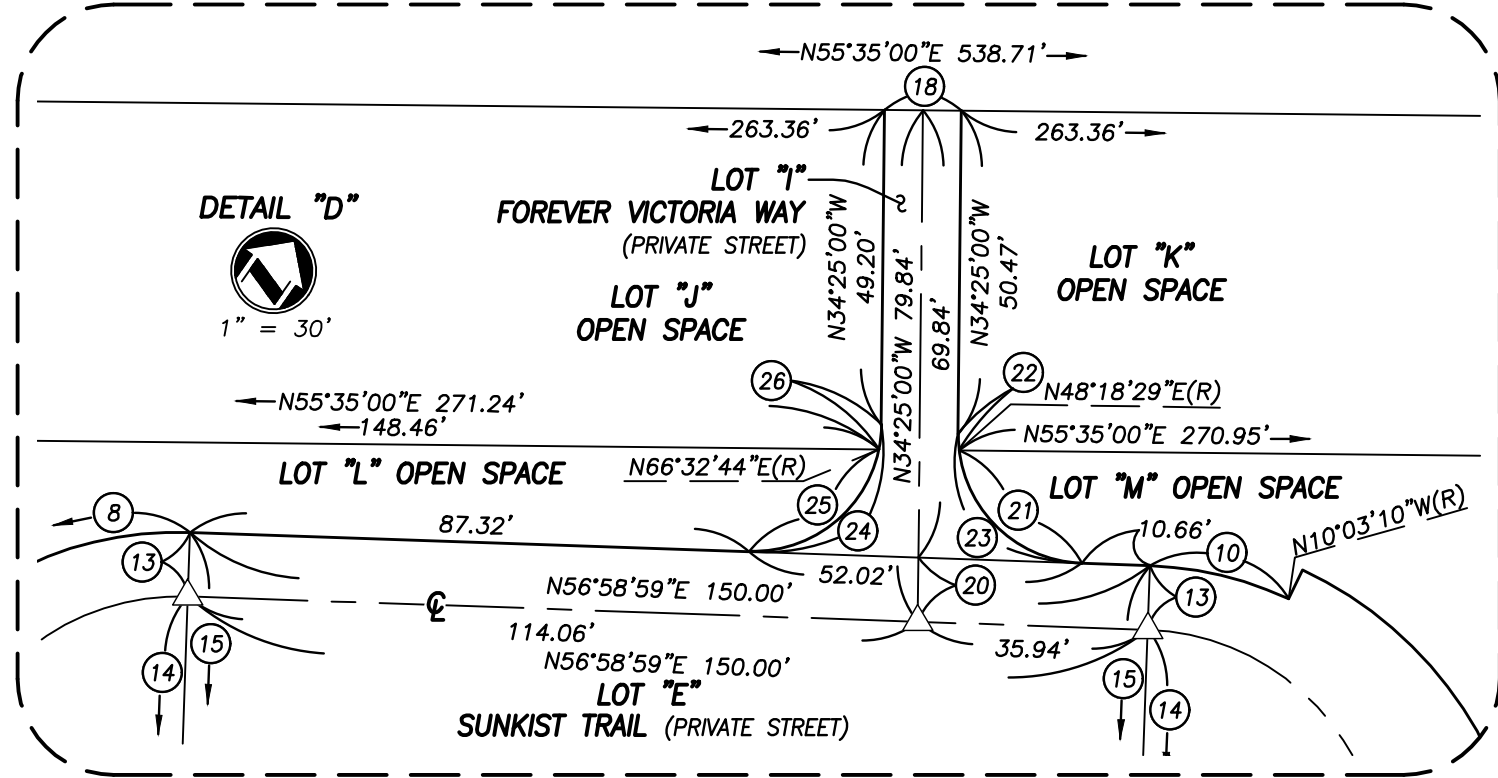 N55°35'00"E 538.71'
18
263.36'
263.36'
LOT "I"
FOREVER VICTORIA WAY
(PRIVATE STREET)
DETAIL "D"
1" = 30'
LOT "J"
OPEN SPACE
N34°25'00"W
49.20'
N34°25'00"W 79.84'
69.84'
N34°25'00"W
50.47'
LOT "K"
OPEN SPACE
26
22
N55°35'00"E 271.24'
148.46'
N48°18'29"E(R)
N55°35'00"E 270.95'
LOT "L" OPEN SPACE
N66°32'44"E(R)
LOT "M" OPEN SPACE
8
87.32'
25
24
21
23
10.66'
10
N10°03'10"W(R)
13
52.02'
20
13
N56°58'59"E 150.00'
℄
114.06'
35.94'
N56°58'59"E 150.00'
15
14
15
14
LOT "E"
SUNKIST TRAIL (PRIVATE STREET)